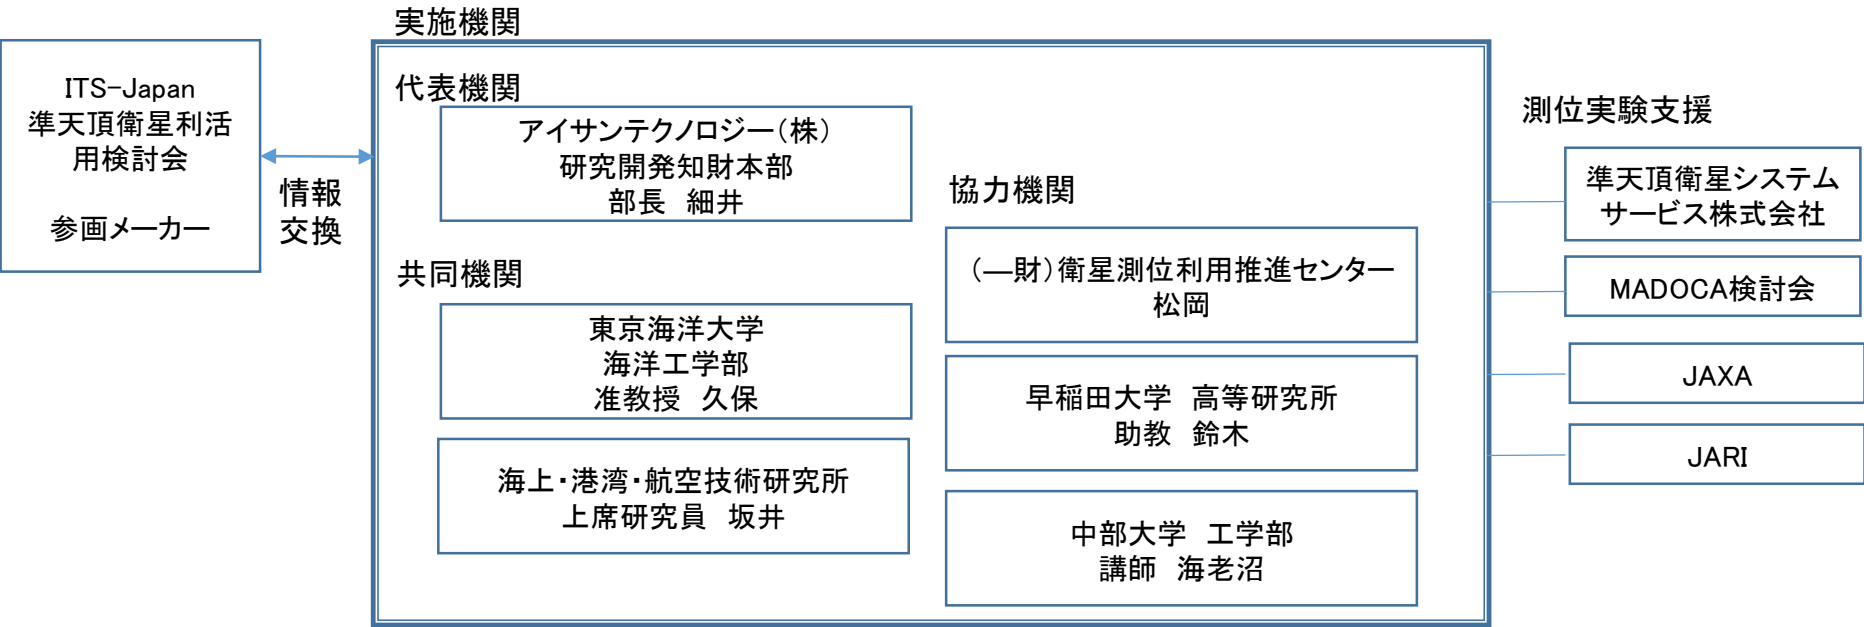 実施機関
ITS-Japan
準天頂衛星利活
用検討会
参画メーカー
情報
交換
代表機関
アイサンテクノロジー(株)
研究開発知財本部
部長　細井
共同機関
東京海洋大学
海洋工学部
准教授　久保
海上・港湾・航空技術研究所
上席研究員　坂井
協力機関
(―財)衛星測位利用推進センター
松岡
早稲田大学　高等研究所
助教　鈴木
中部大学　工学部
講師　海老沼
測位実験支援
準天頂衛星システム
サービス株式会社
MADOCA検討会
JAXA
JARI